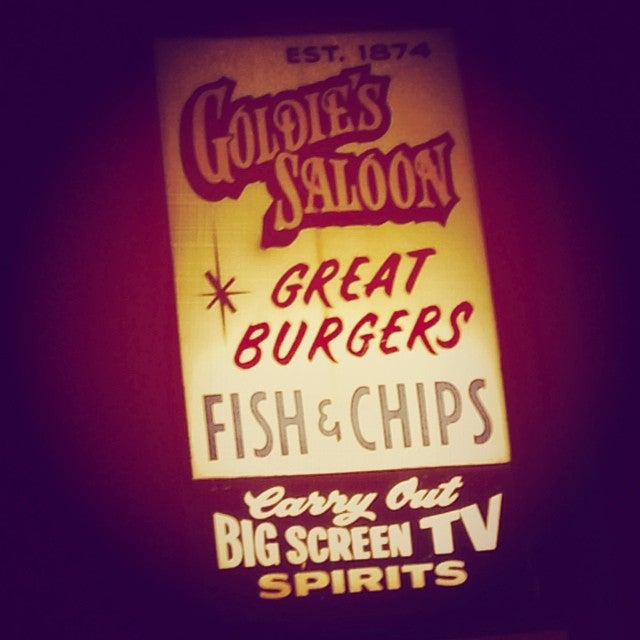 EST. 1874
GOLDIE'S
SALOON
GREAT
BURGERS
FISH & CHIPS
Carry Out
BIG SCREEN TV
SPIRITS